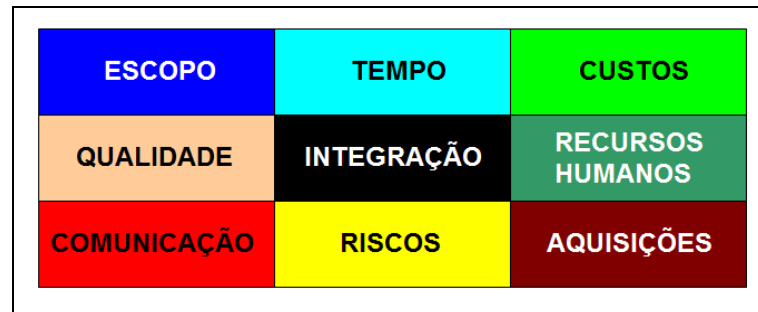 ESCOPO
TEMPO
CUSTOS
QUALIDADE
INTEGRAÇÃO
RECURSOS
HUMANOS
COMUNICAÇÃO
RISCOS
AQUISIÇÕES